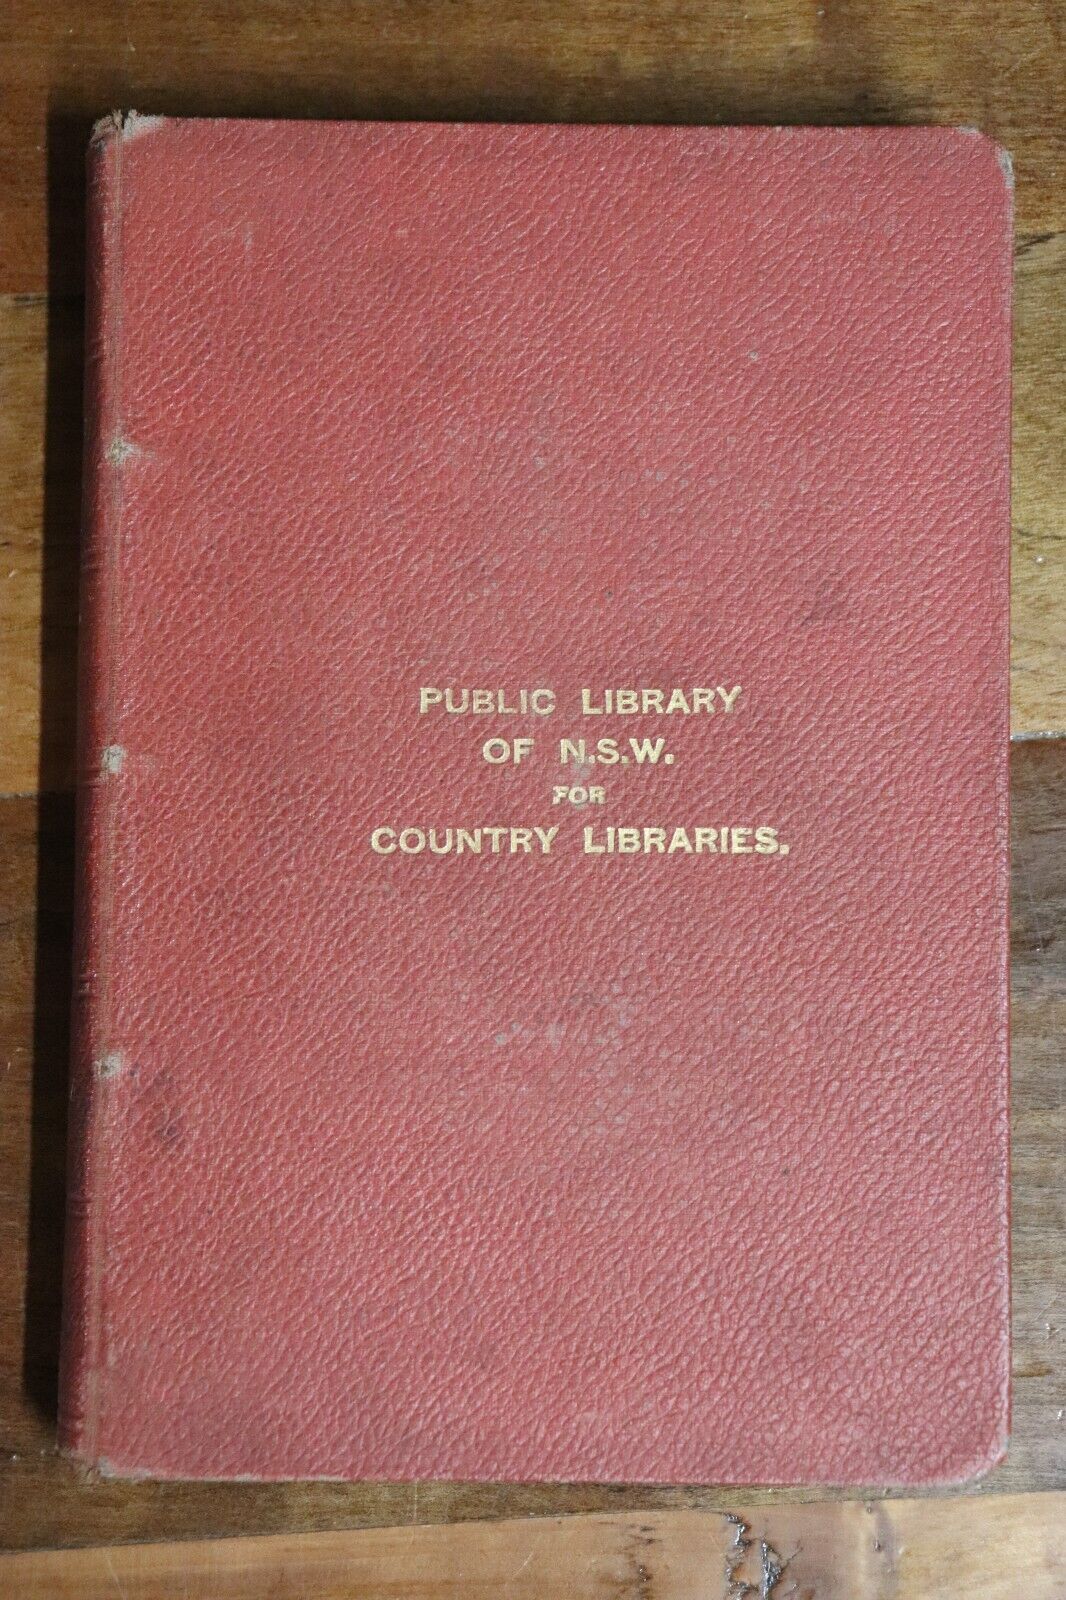 PUBLIC LIBRARY
OF N.S.W.
FOR
COUNTRY LIBRARIES.